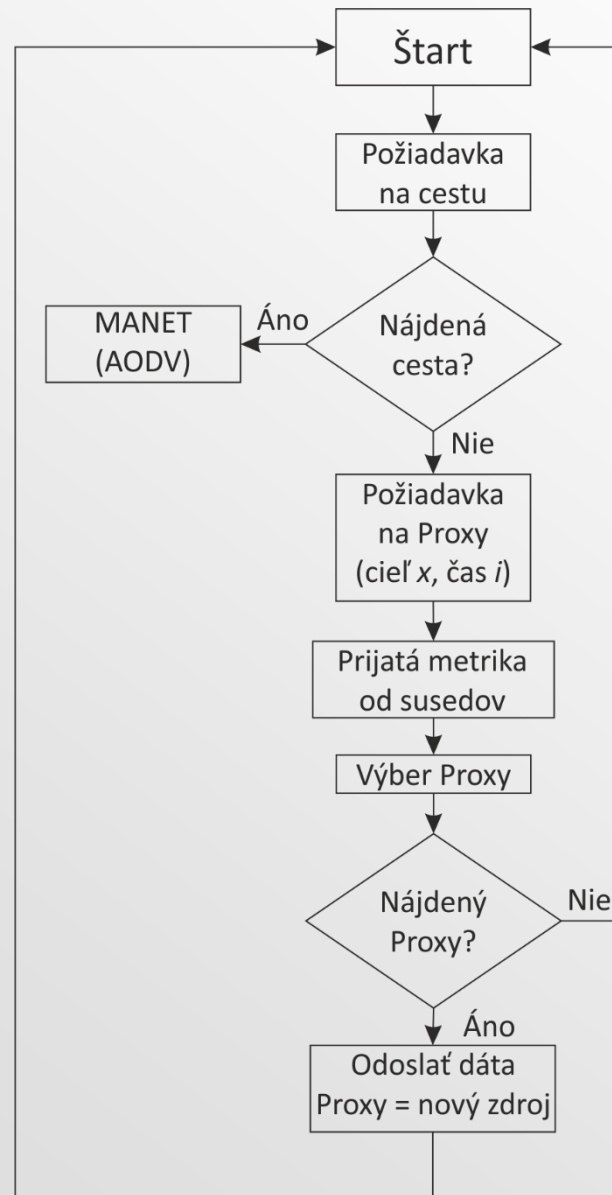 Štart
Požiadavka
na cestu
Nájdená
cesta?
Áno
MANET
(AODV)
Nie
Požiadavka
na Proxy
(cieľ x, čas i)
Prijatá metrika
od susedov
Výber Proxy
Nájdený
Proxy?
Nie
Áno
Odoslať dáta
Proxy = nový zdroj